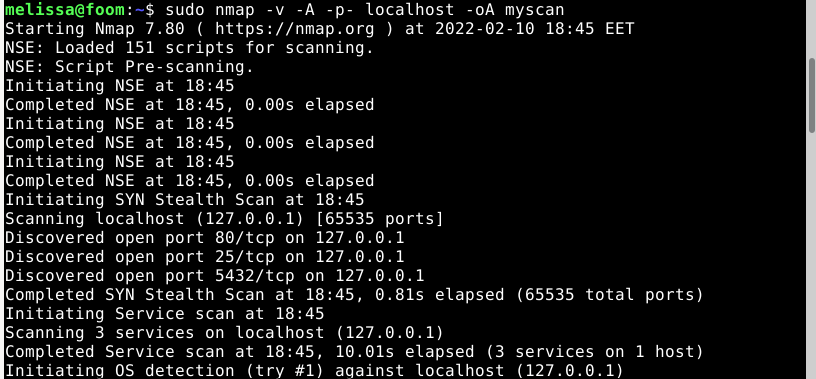 melissa@foom:~$ sudo nmap -v -A -p- localhost -oA myscan
Starting Nmap 7.80 ( https://nmap.org ) at 2022-02-10 18:45 EET
NSE: Loaded 151 scripts for scanning.
NSE: Script Pre-scanning.
Initiating NSE at 18:45
Completed NSE at 18:45, 0.00s elapsed
Initiating NSE at 18:45
Completed NSE at 18:45, 0.00s elapsed
Initiating NSE at 18:45
Completed NSE at 18:45, 0.00s elapsed
Initiating SYN Stealth Scan at 18:45
Scanning localhost (127.0.0.1) [65535 ports]
Discovered open port 80/tcp on 127.0.0.1
Discovered open port 25/tcp on 127.0.0.1
Discovered open port 5432/tcp on 127.0.0.1
Completed SYN Stealth Scan at 18:45, 0.81s elapsed (65535 total ports)
Initiating Service scan at 18:45
Scanning 3 services on localhost (127.0.0.1)
Completed Service scan at 18:45, 10.01s elapsed (3 services on 1 host)
Initiating OS detection (try #1) against localhost (127.0.0.1)